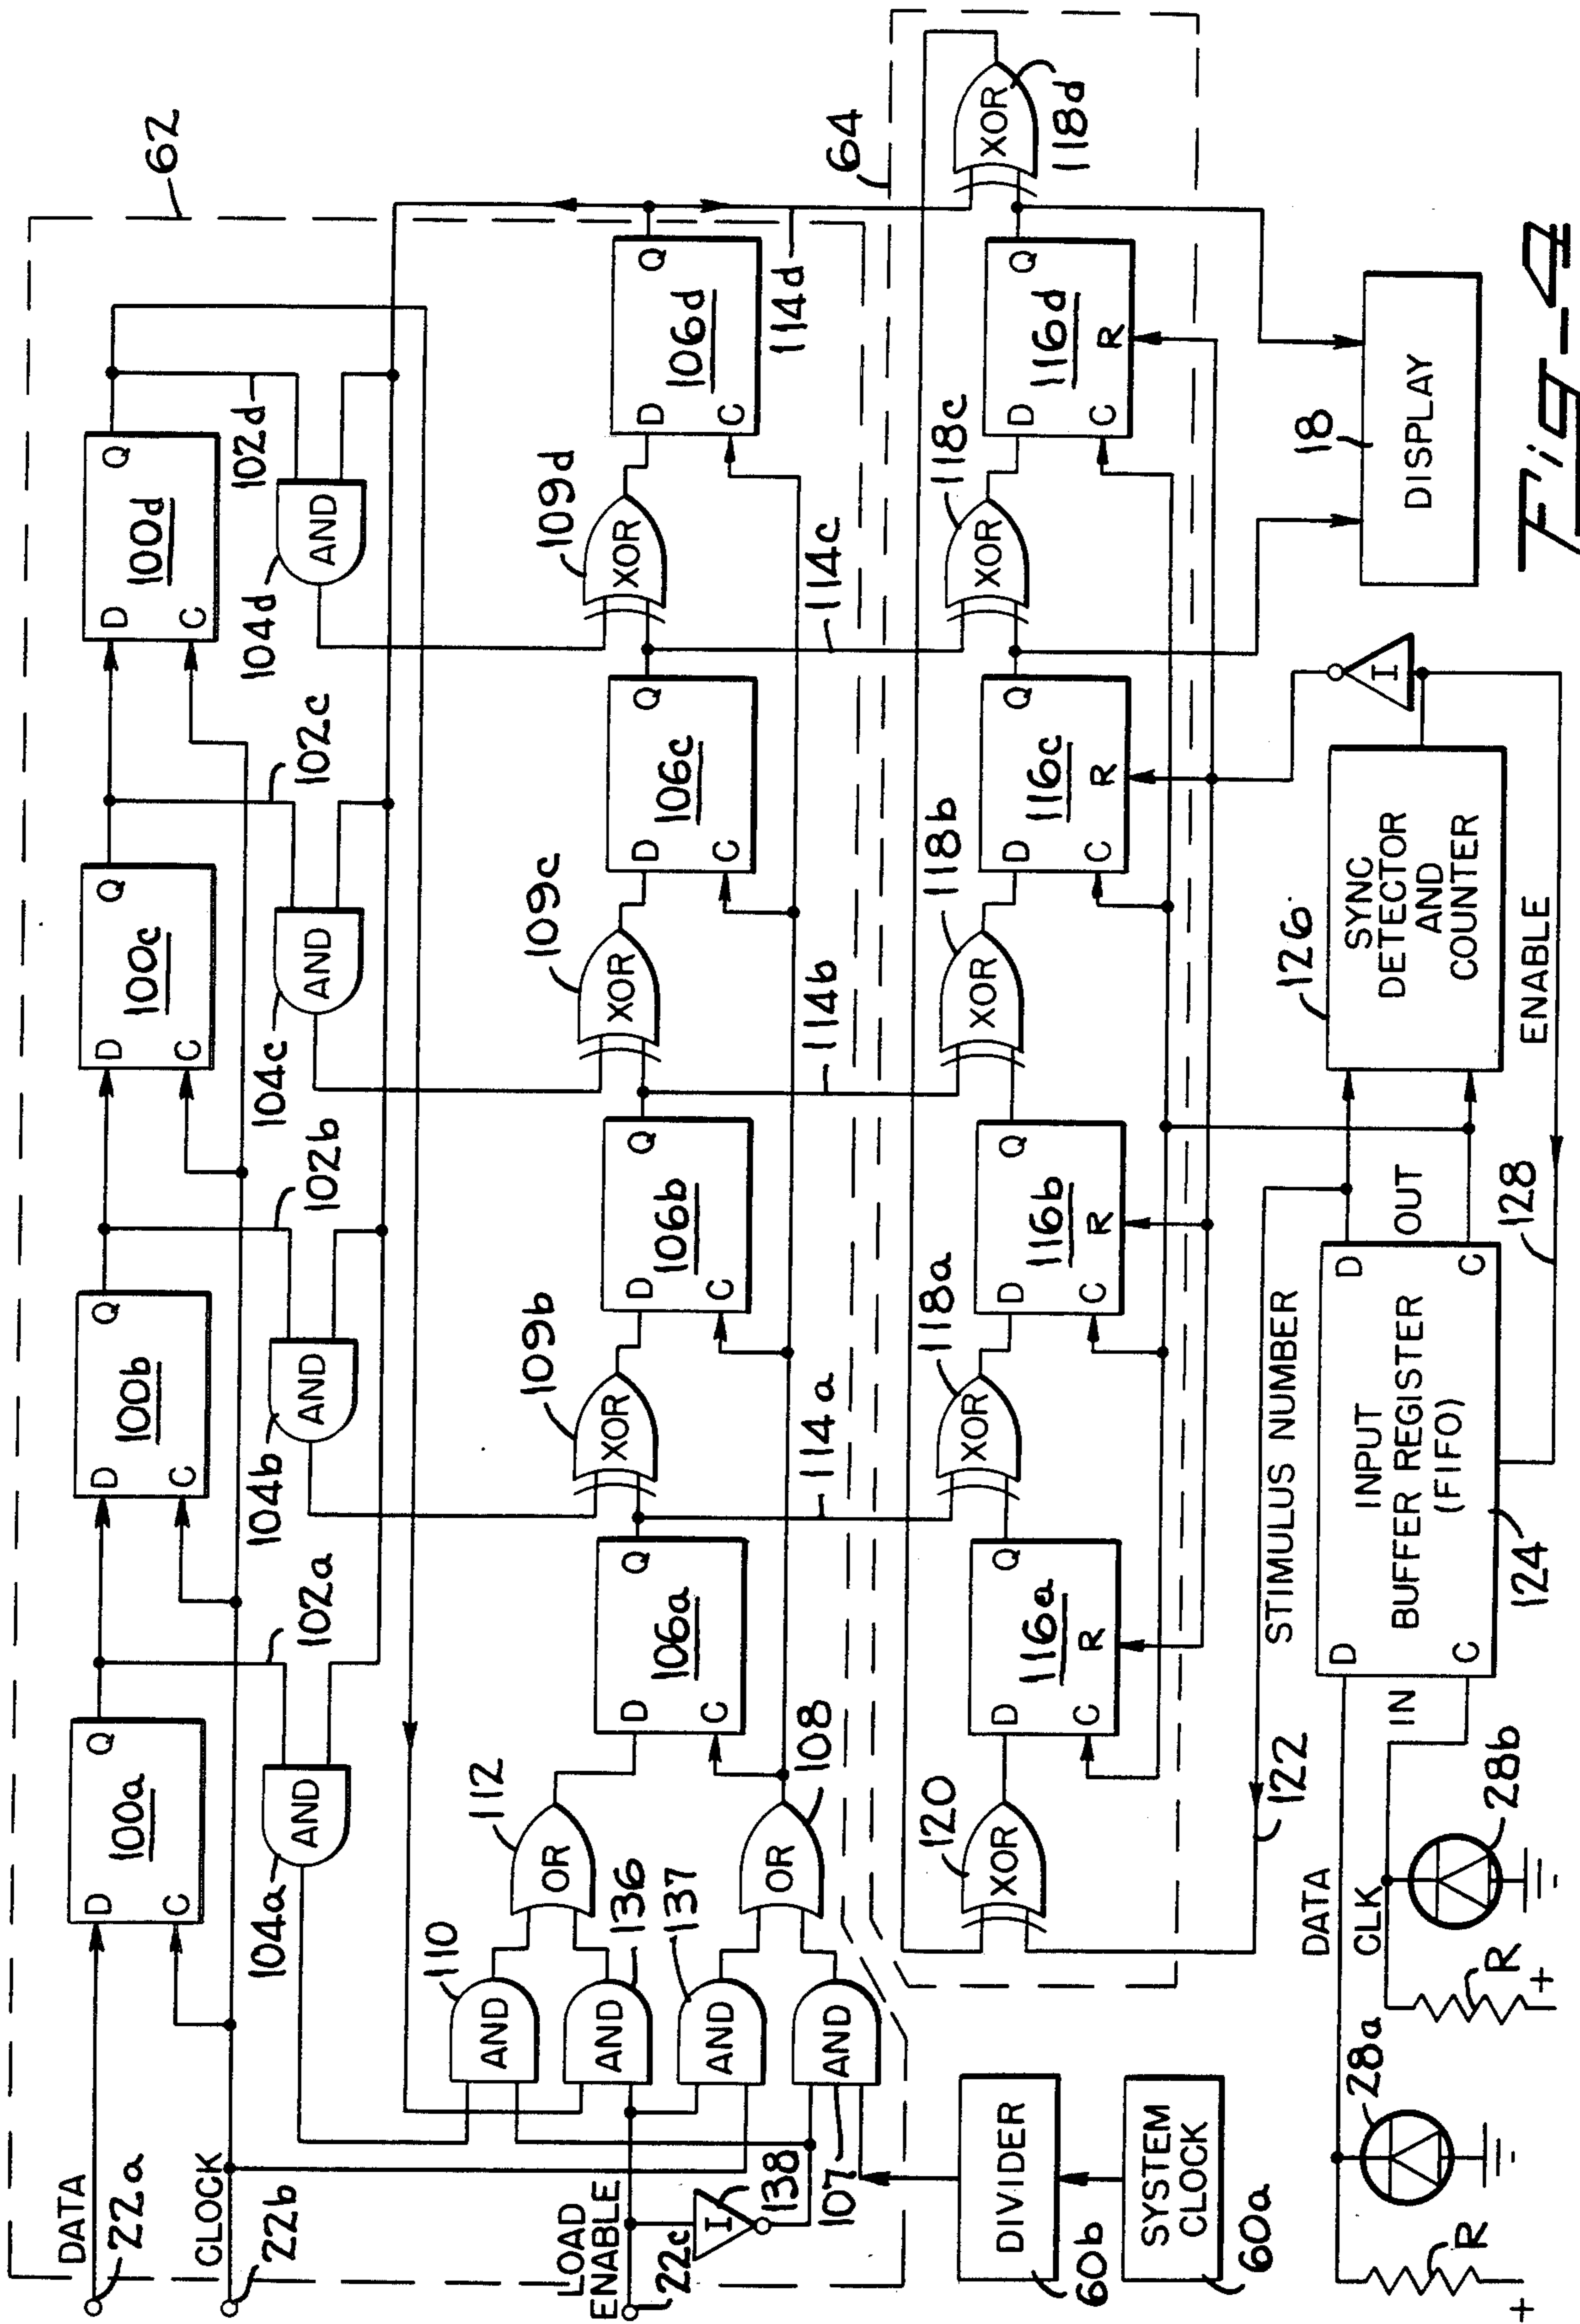 62
DATA
22a
CLOCK
22b
D
C
Q
100a
102a
D
C
Q
100b
102b
D
C
Q
100c
102c
D
C
Q
100d
102d
104a
AND
104b
AND
104c
AND
104d
AND
LOAD
ENABLE
22c
I
138
110
AND
AND
136
137
AND
AND
107
112
OR
OR
108
D
C
Q
106a
109b
XOR
D
C
Q
106b
109c
XOR
D
C
Q
106c
109d
XOR
D
C
Q
106d
114a
114b
114c
114d
64
120
XOR
D
C
Q
R
116a
118a
XOR
D
C
Q
R
116b
118b
XOR
D
C
Q
R
116c
118c
XOR
D
C
Q
R
116d
XOR
118d
DIVIDER
60b
SYSTEM
CLOCK
60a
122
STIMULUS NUMBER
DATA
CLK
28a
R
+
28b
R
+
IN
D
C
INPUT
BUFFER REGISTER
(FIFO)
D
OUT
C
124
128
ENABLE
126
SYNC
DETECTOR
AND
COUNTER
I
18
DISPLAY
Fig-4